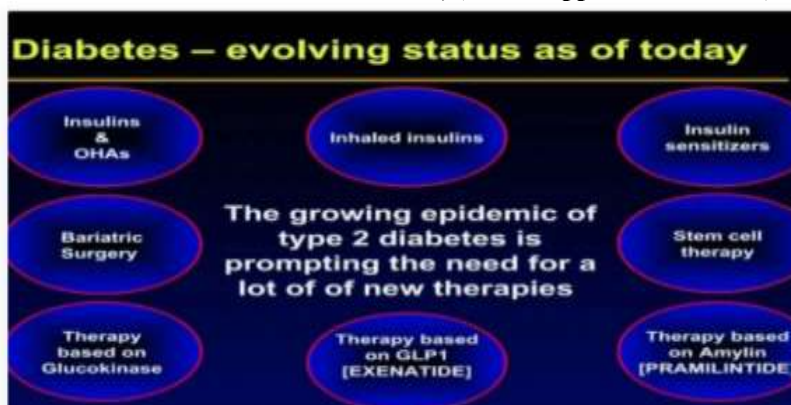 Diabetes – evolving status as of today
Insulins
&
OHAs
Inhaled insulins
Insulin
sensitizers
Bariatric
Surgery
The growing epidemic of
type 2 diabetes is
prompting the need for a
lot of of new therapies
Stem cell
therapy
Therapy
based on
Glucokinase
Therapy based
on GLP1
[EXENATIDE]
Therapy based
on Amylin
[PRAMILINTIDE]